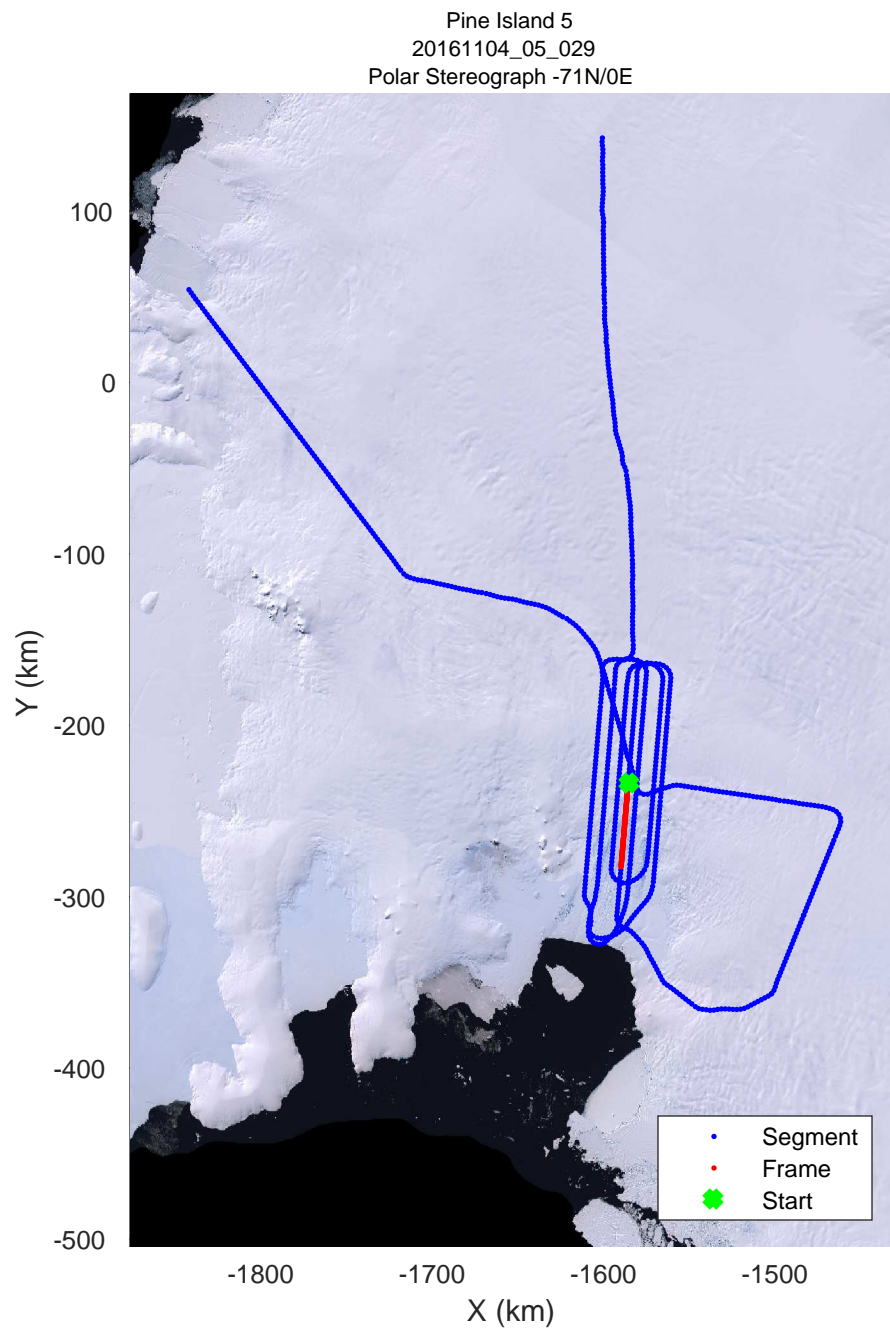 Pine Island 5
20161104_05_029
Polar Stereograph -71N/0E
100
0
-100
-200
-300
-400
-500
Y (km)
-1800
-1700
-1600
-1500
X (km)
Segment
Frame
Start